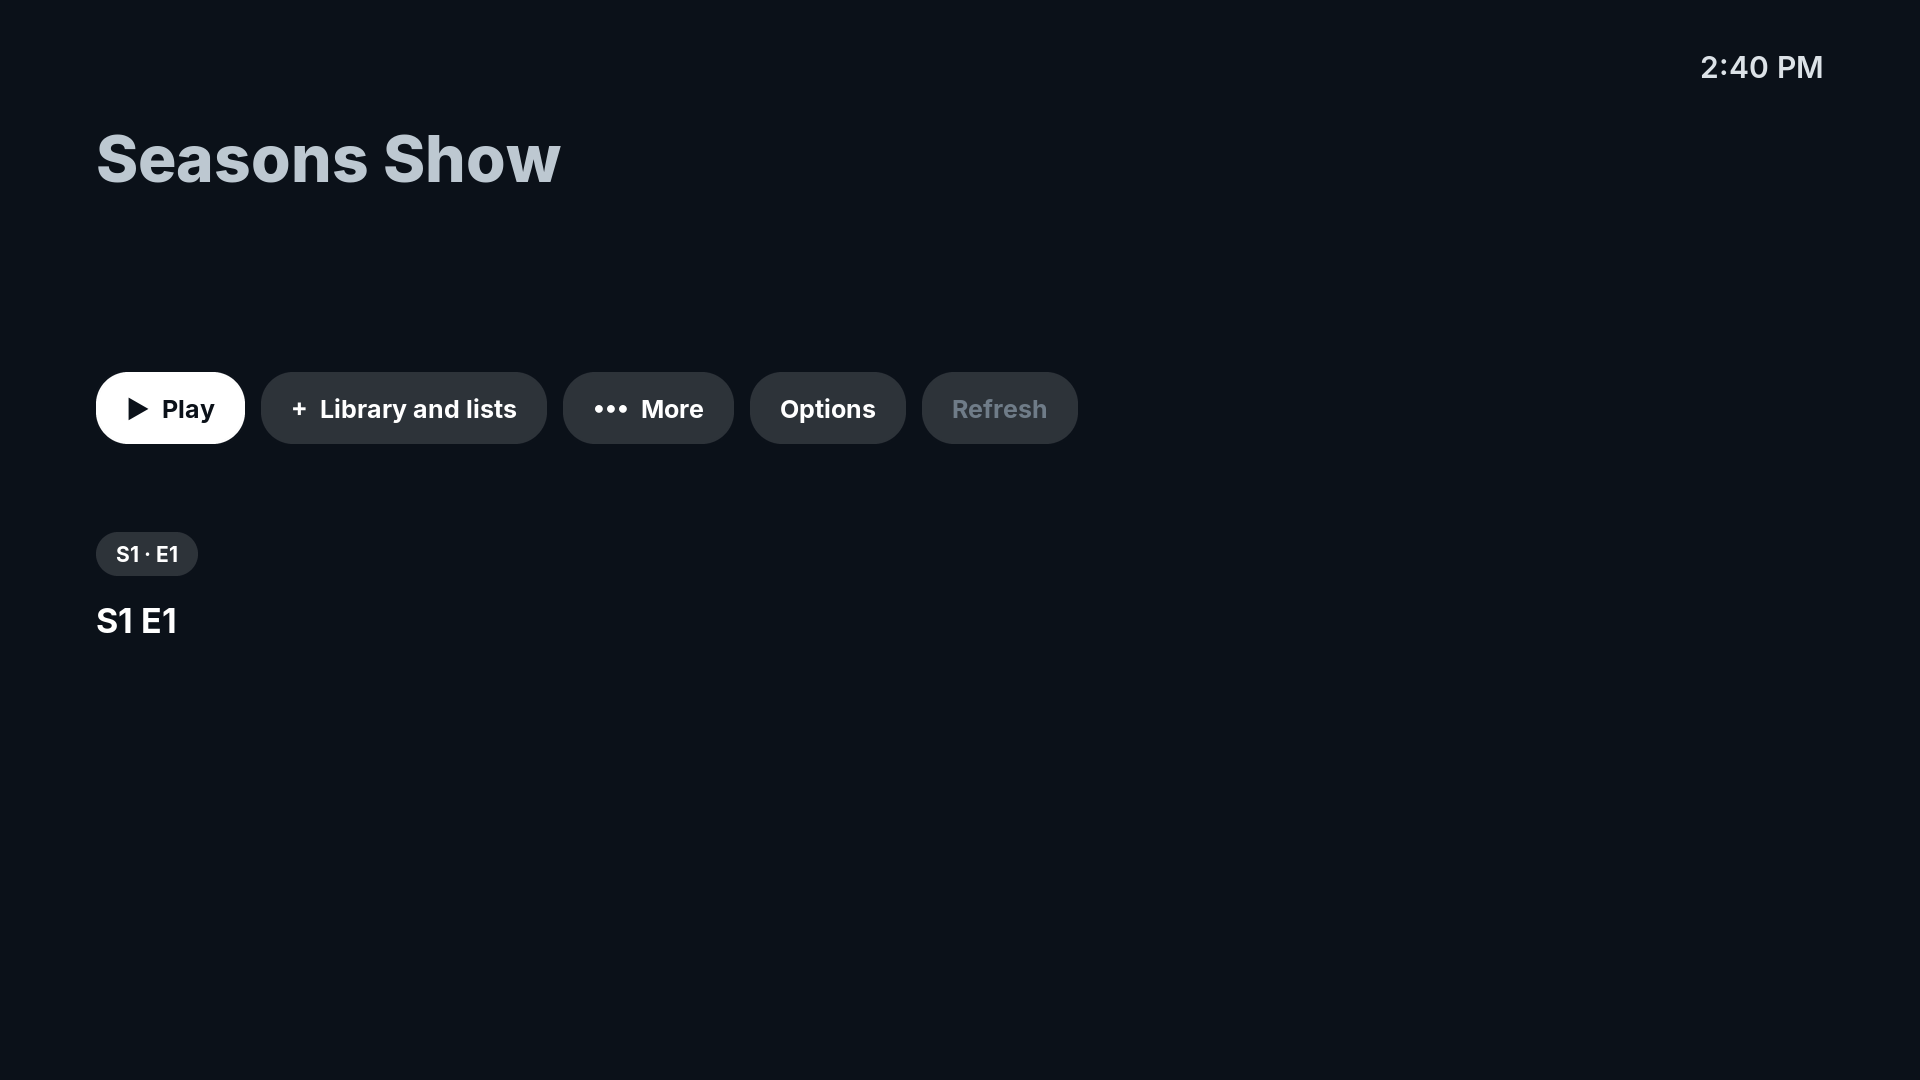 2:40 PM
Seasons Show
▶ Play
+ Library and lists
••• More
Options
Refresh
S1 · E1
S1 E1